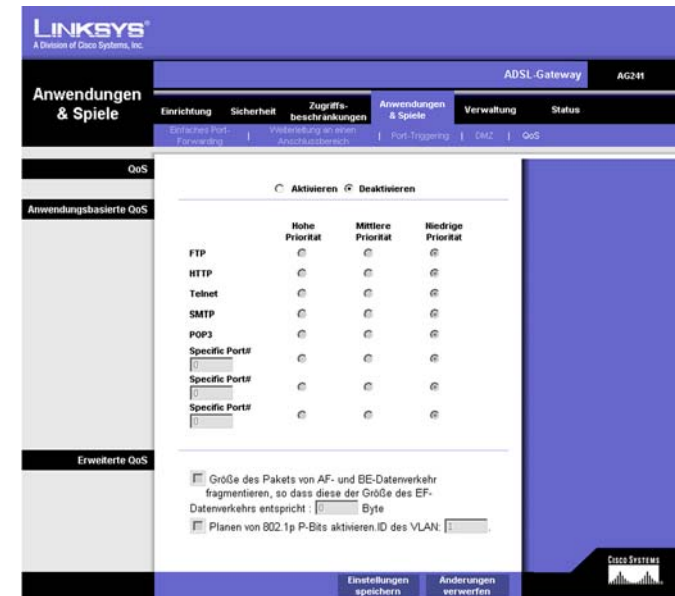 LINKSYS®
A Division of Cisco Systems, Inc.
ADSL-Gateway AG241
Anwendungen & Spiele
Einrichtung Sicherheit Zugriffs-beschränkungen Anwendungen & Spiele Verwaltung Status
Einfaches Port-Forwarding | Weiterleitung an einen Anschlussbereich | Port-Triggering | DMZ | QoS
QoS
Aktivieren Deaktivieren
Anwendungsbasierte QoS
Hohe Priorität Mittlere Priorität Niedrige Priorität
FTP
HTTP
Telnet
SMTP
POP3
Specific Port#
0
Specific Port#
0
Specific Port#
0
Erweiterte QoS
Größe des Pakets von AF- und BE-Datenverkehr
fragmentieren, so dass diese der Größe des EF-
Datenverkehrs entspricht : 0 Byte
Planen von 802.1p P-Bits aktivieren.ID des VLAN: 1 .
Einstellungen speichern Änderungen verwerfen
CISCO SYSTEMS